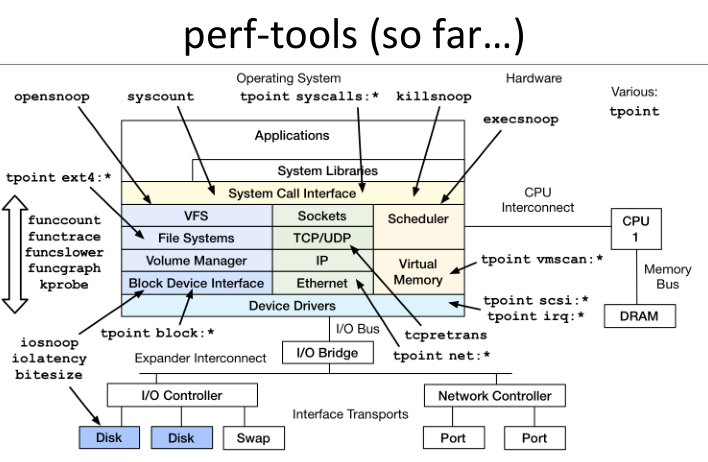 perf-tools (so far…)
Operating System
Hardware
Various:
tpoint
opensnoop
syscount
tpoint syscalls:*
killsnoop
execsnoop
Applications
System Libraries
System Call Interface
tpoint ext4:*
VFS
Sockets
Scheduler
File Systems
TCP/UDP
Volume Manager
IP
Virtual
Memory
Block Device Interface
Ethernet
Device Drivers
funccount
functrace
funcslower
funcgraph
kprobe
CPU
Interconnect
CPU
1
tpoint vmscan:*
Memory
Bus
tpoint scsi:*
tpoint irq:*
DRAM
tpoint block:*
I/O Bus
tcpretrans
tpoint net:*
iosnoop
iolatency
bitesize
Expander Interconnect
I/O Bridge
I/O Controller
Network Controller
Interface Transports
Disk
Disk
Swap
Port
Port